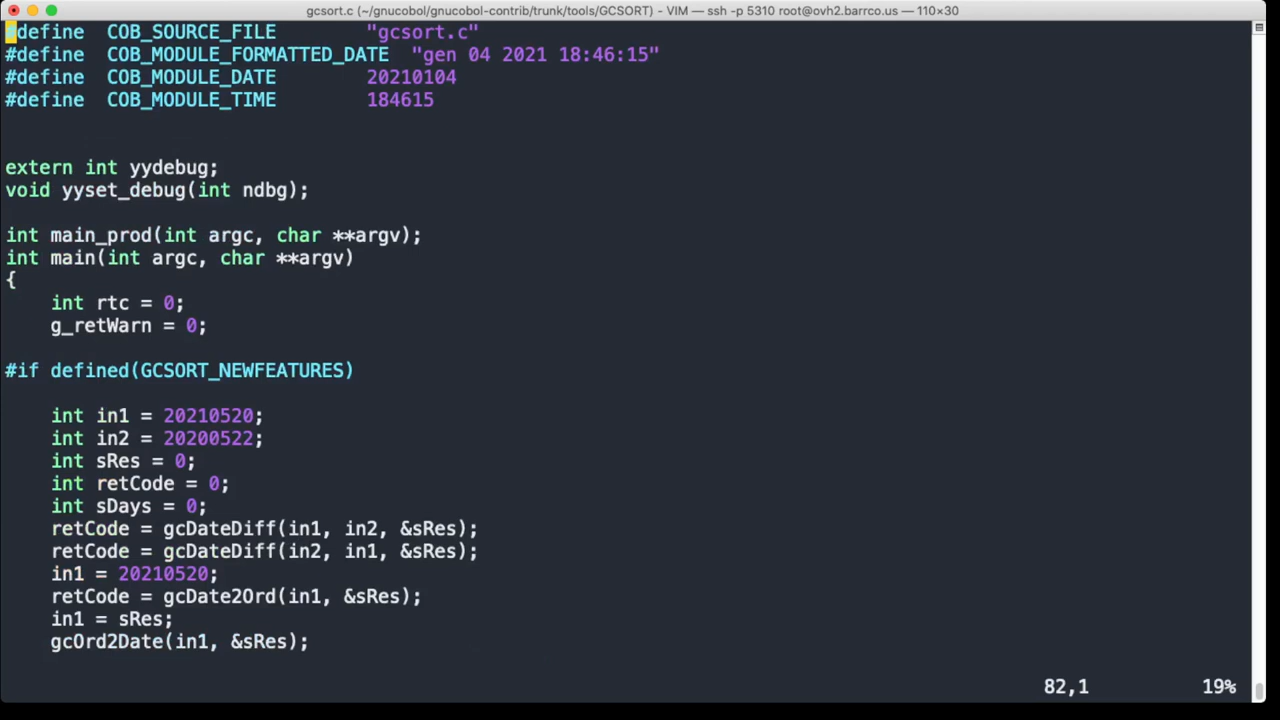 gcsort.c (~/gnucobol/gnucobol-contrib/trunk/tools/GCSORT) - VIM — ssh -p 5310 root@ovh2.barrco.us — 110×30
#define  COB_SOURCE_FILE        "gcsort.c"
#define  COB_MODULE_FORMATTED_DATE  "gen 04 2021 18:46:15"
#define  COB_MODULE_DATE        20210104
#define  COB_MODULE_TIME        184615
extern int yydebug;
void yyset_debug(int ndbg);
int main_prod(int argc, char **argv);
int main(int argc, char **argv)
{
    int rtc = 0;
    g_retWarn = 0;
#if defined(GCSORT_NEWFEATURES)
    int in1 = 20210520;
    int in2 = 20200522;
    int sRes = 0;
    int retCode = 0;
    int sDays = 0;
    retCode = gcDateDiff(in1, in2, &sRes);
    retCode = gcDateDiff(in2, in1, &sRes);
    in1 = 20210520;
    retCode = gcDate2Ord(in1, &sRes);
    in1 = sRes;
    gcOrd2Date(in1, &sRes);
82,1          19%